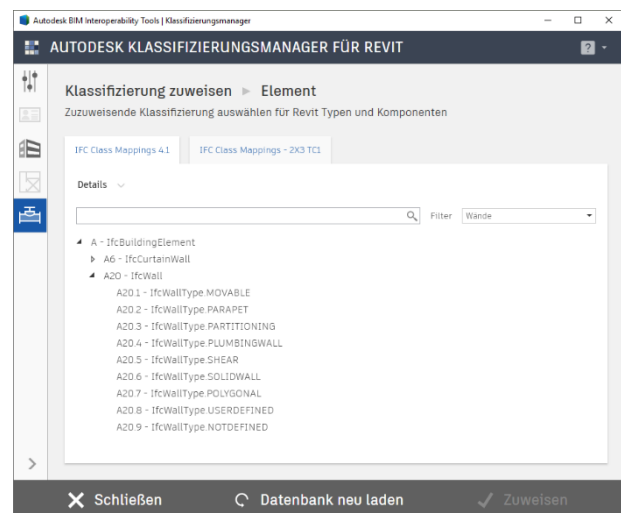 Autodesk BIM Interoperability Tools | Klassifizierungsmanager
AUTODESK KLASSIFIZIERUNGSMANAGER FÜR REVIT
?
Klassifizierung zuweisen ▶ Element
Zuzuweisende Klassifizierung auswählen für Revit Typen und Komponenten
IFC Class Mappings 4.1 IFC Class Mappings - 2X3 TC1
Details
Filter Wände
A - IfcBuildingElement
A6 - IfcCurtainWall
A20 - IfcWall
A20.1 - IfcWallType.MOVABLE
A20.2 - IfcWallType.PARAPET
A20.3 - IfcWallType.PARTITIONING
A20.4 - IfcWallType.PLUMBINGWALL
A20.5 - IfcWallType.SHEAR
A20.6 - IfcWallType.SOLIDWALL
A20.7 - IfcWallType.POLYGONAL
A20.8 - IfcWallType.USERDEFINED
A20.9 - IfcWallType.NOTDEFINED
Schließen Datenbank neu laden Zuweisen